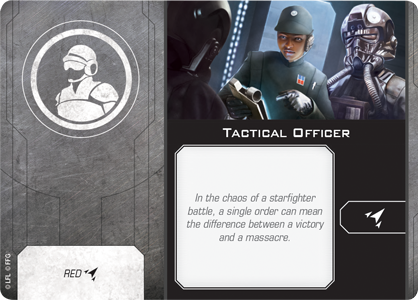 TACTICAL OFFICER
In the chaos of a starfighter
battle, a single order can mean
the difference between a victory
and a massacre.
RED
© LFL © FFG